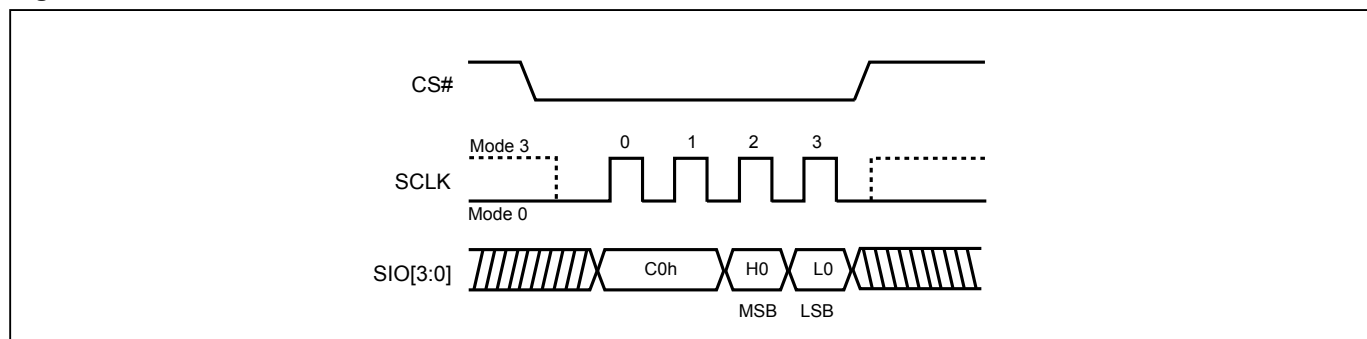 CS#
Mode 3
0 1 2 3
SCLK
Mode 0
SIO[3:0]
C0h H0 L0
MSB LSB